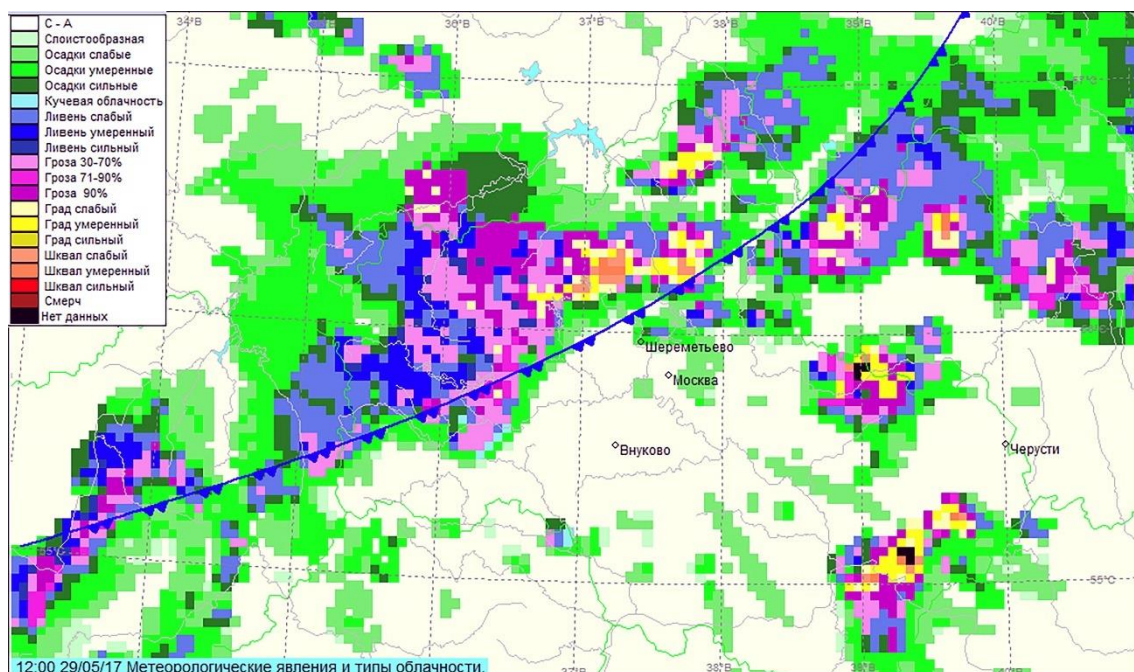 С - А
Слоистообразная
Осадки слабые
Осадки умеренные
Осадки сильные
Кучевая облачность
Ливень слабый
Ливень умеренный
Ливень сильный
Гроза 30-70%
Гроза 71-90%
Гроза 90%
Град слабый
Град умеренный
Град сильный
Шквал слабый
Шквал умеренный
Шквал сильный
Смерч
Нет данных
34°В
36°В
37°В
38°В
39°В
40°В
Шереметьево
Москва
Внуково
Черусти
55°С
37°В
38°В
12:00 29/05/17 Метеорологические явления и типы облачности.